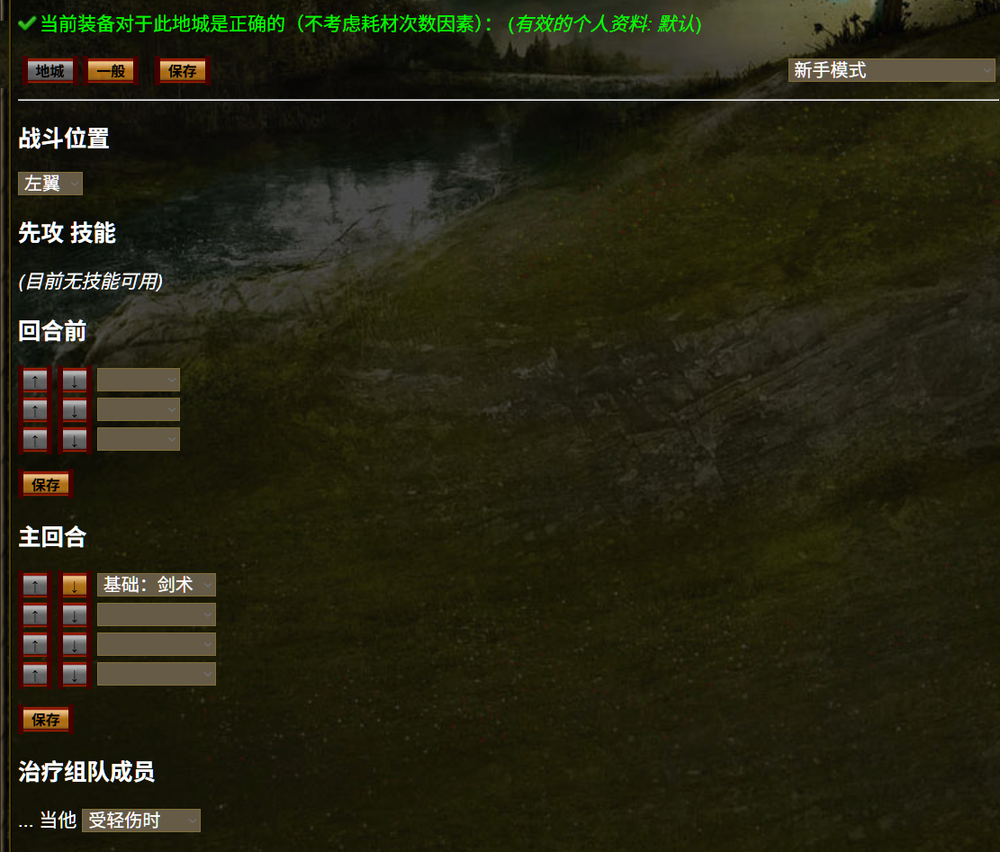 当前装备对于此地城是正确的（不考虑耗材次数因素）： (有效的个人资料: 默认)
地城 一般 保存 新手模式
战斗位置
左翼
先攻 技能
(目前无技能可用)
回合前
↑ ↓
↑ ↓
↑ ↓
保存
主回合
↑ ↓ 基础：剑术
↑ ↓
↑ ↓
↑ ↓
保存
治疗组队成员
... 当他 受轻伤时